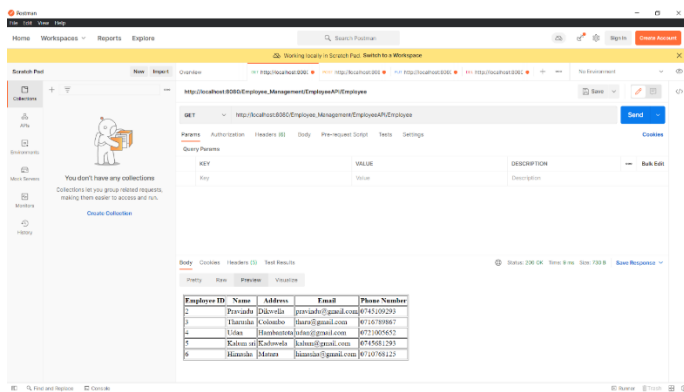 Postman
File Edit View Help
Home Workspaces Reports Explore Search Postman Sign In Create Account
Working locally in Scratch Pad. Switch to a Workspace
Scratch Pad New Import Overview No Environment
http://localhost:8080/Employee_Management/EmployeeAPI/Employee Save
Collections
APIs
Environments
Mock Servers
Monitors
History
You don't have any collections
Collections let you group related requests,
making them easier to access and run.
Create Collection
GET http://localhost:8080/Employee_Management/EmployeeAPI/Employee Send
Params Authorization Headers (6) Body Pre-request Script Tests Settings Cookies
Query Params
KEY VALUE DESCRIPTION Bulk Edit
Key Value Description
Body Cookies Headers (5) Test Results Status: 200 OK Time: 9 ms Size: 750 B Save Response
Pretty Raw Preview Visualize
Employee ID Name Address Email Phone Number
2 Pravindu Dikwella pravindu@gmail.com 0745109293
3 Tharusha Colombo tharu@gmail.com 0716789867
4 Udan Hambantota udan@gmail.com 0721005652
5 Kalum sri Kaduwela kalum@gmail.com 0745681293
6 Himasha Matara himasha@gmail.com 0710768125
Find and Replace Console Runner Trash